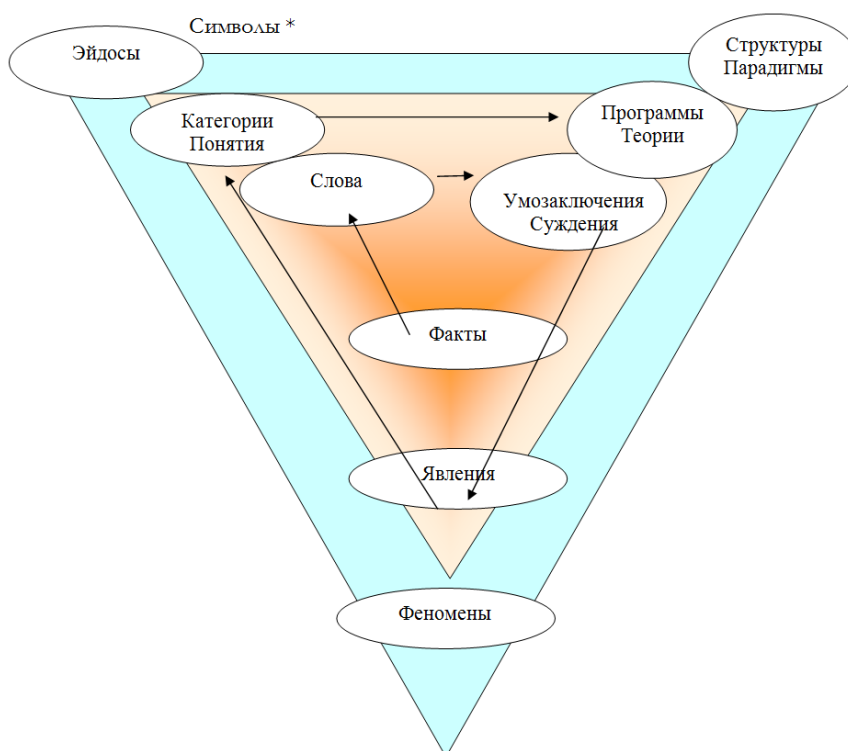 Символы *
Эйдосы
Структуры
Парадигмы
Категории
Понятия
Программы
Теории
Слова
Умозаключения
Суждения
Факты
Явления
Феномены